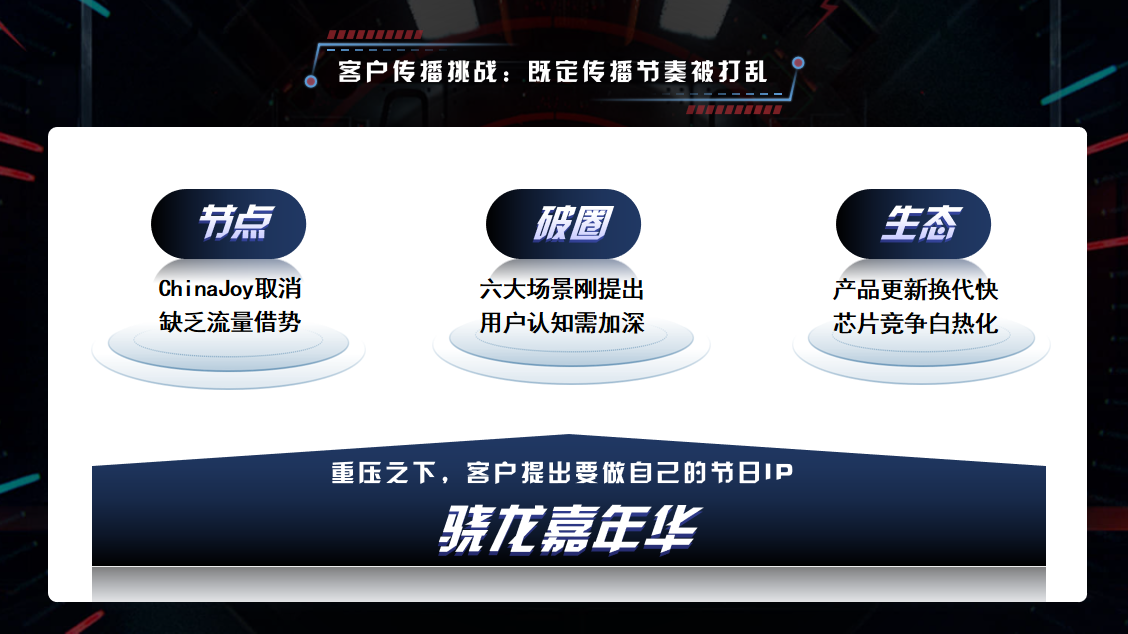 客户传播挑战：既定传播节奏被打乱
节点
ChinaJoy取消
缺乏流量借势
破圈
六大场景刚提出
用户认知需加深
生态
产品更新换代快
芯片竞争白热化
重压之下，客户提出要做自己的节日IP
骁龙嘉年华